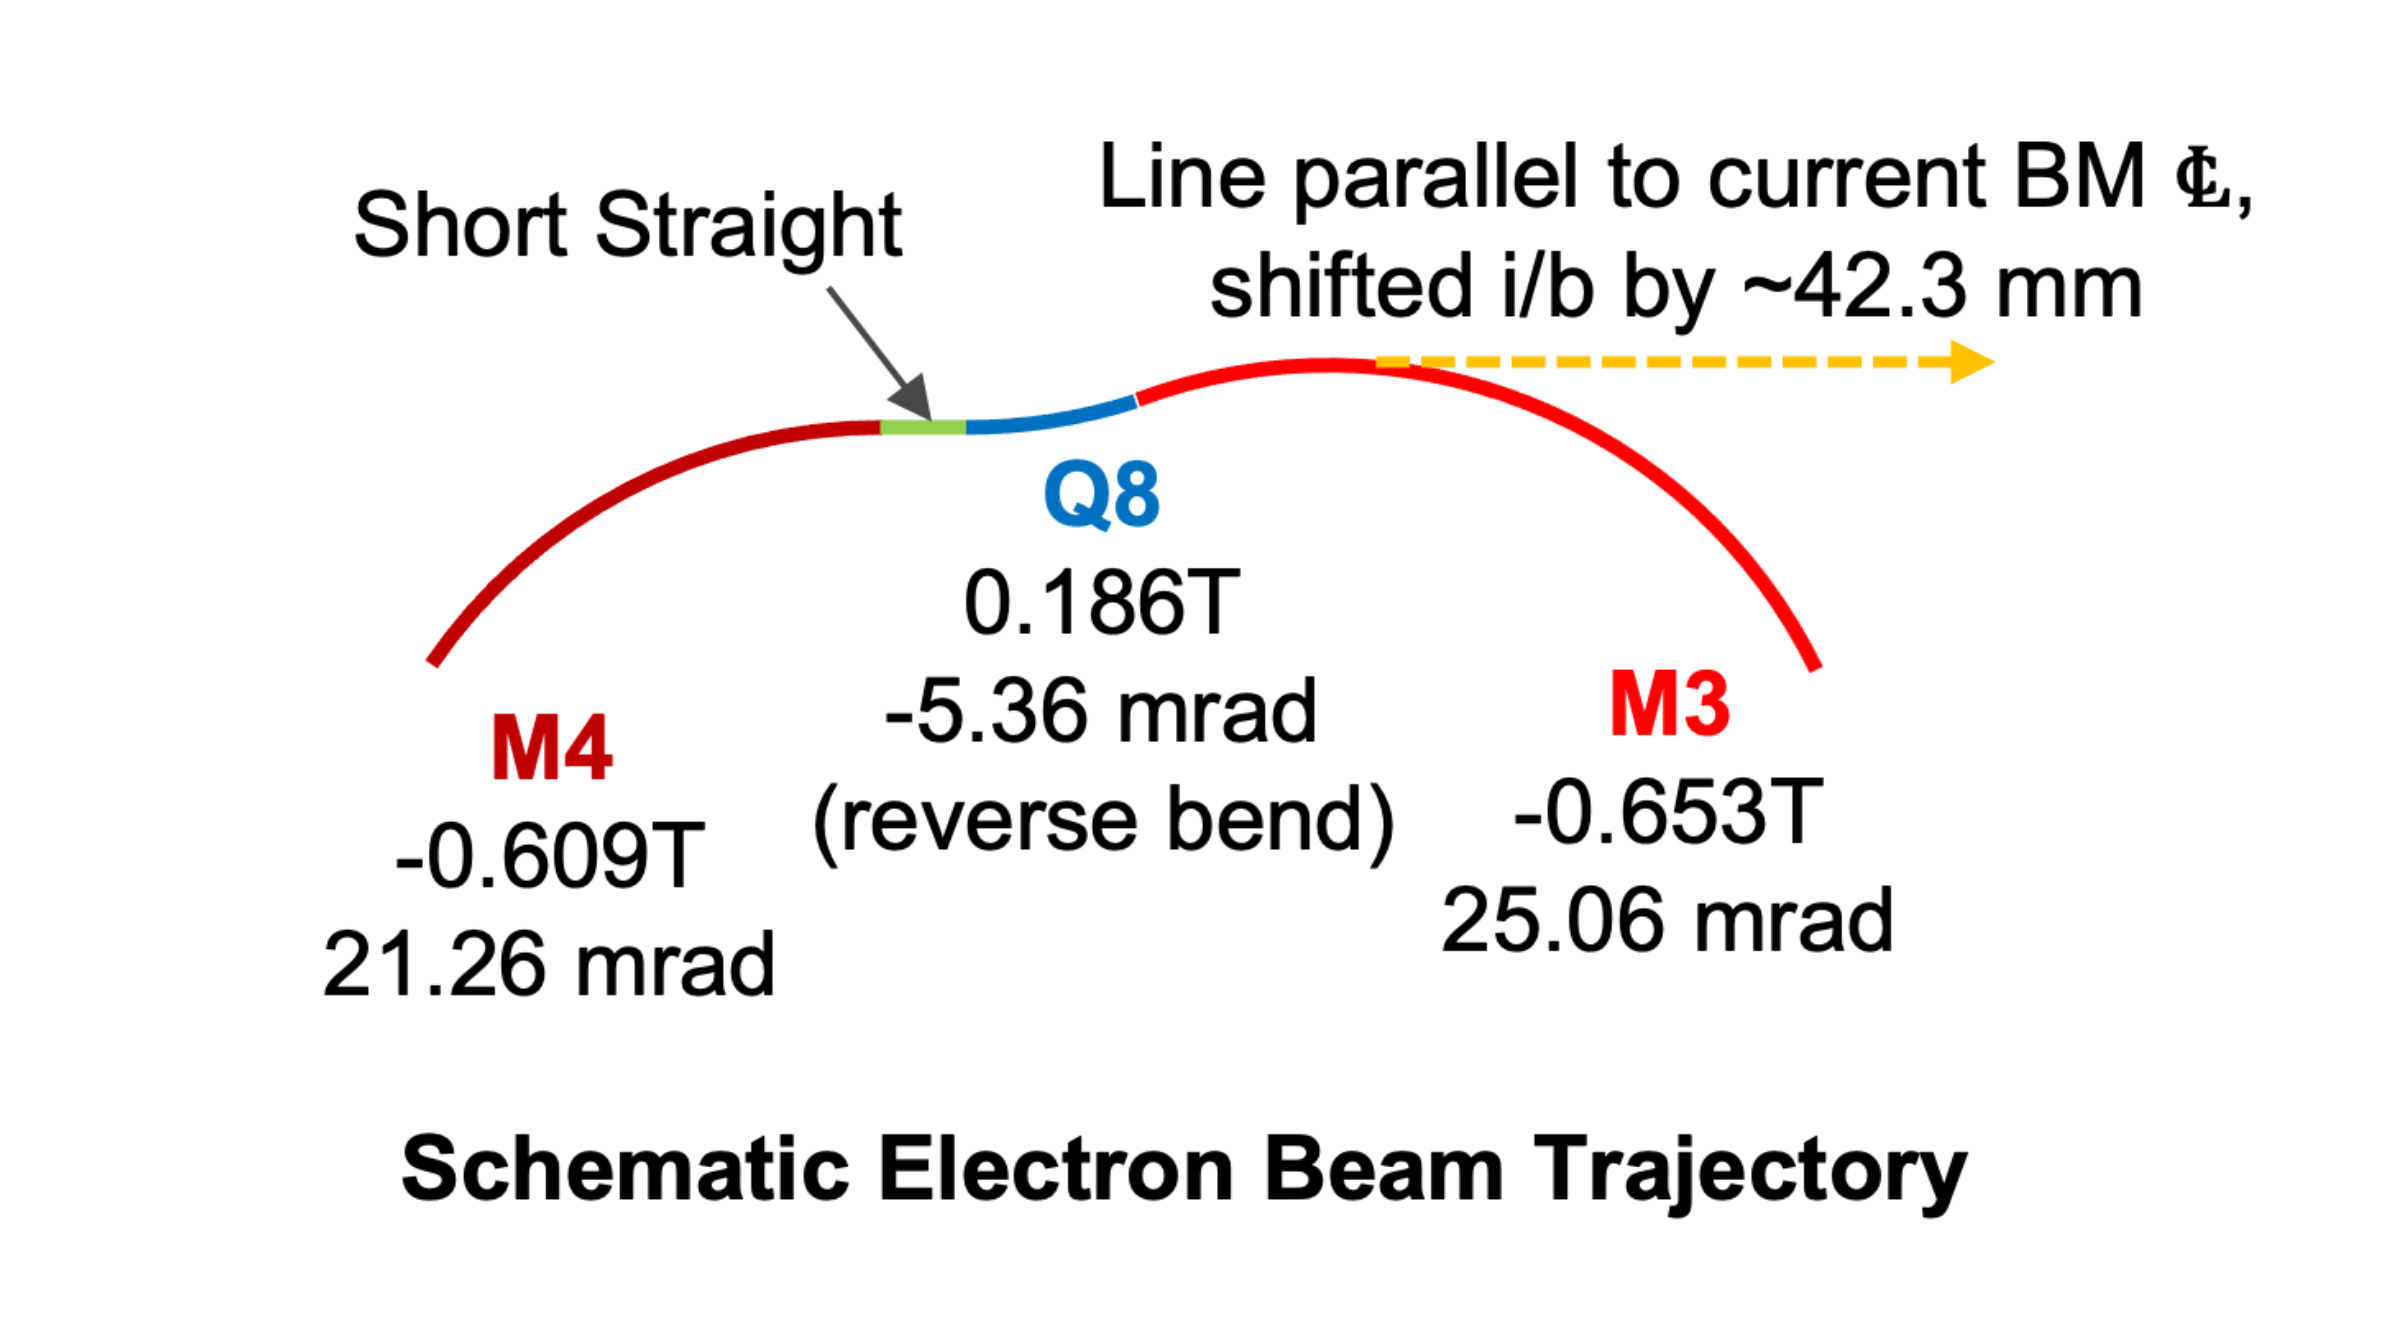 Line parallel to current BM ℄,
shifted i/b by ~42.3 mm
Short Straight
Q8
0.186T
-5.36 mrad
(reverse bend)
M4
-0.609T
21.26 mrad
M3
-0.653T
25.06 mrad
Schematic Electron Beam Trajectory